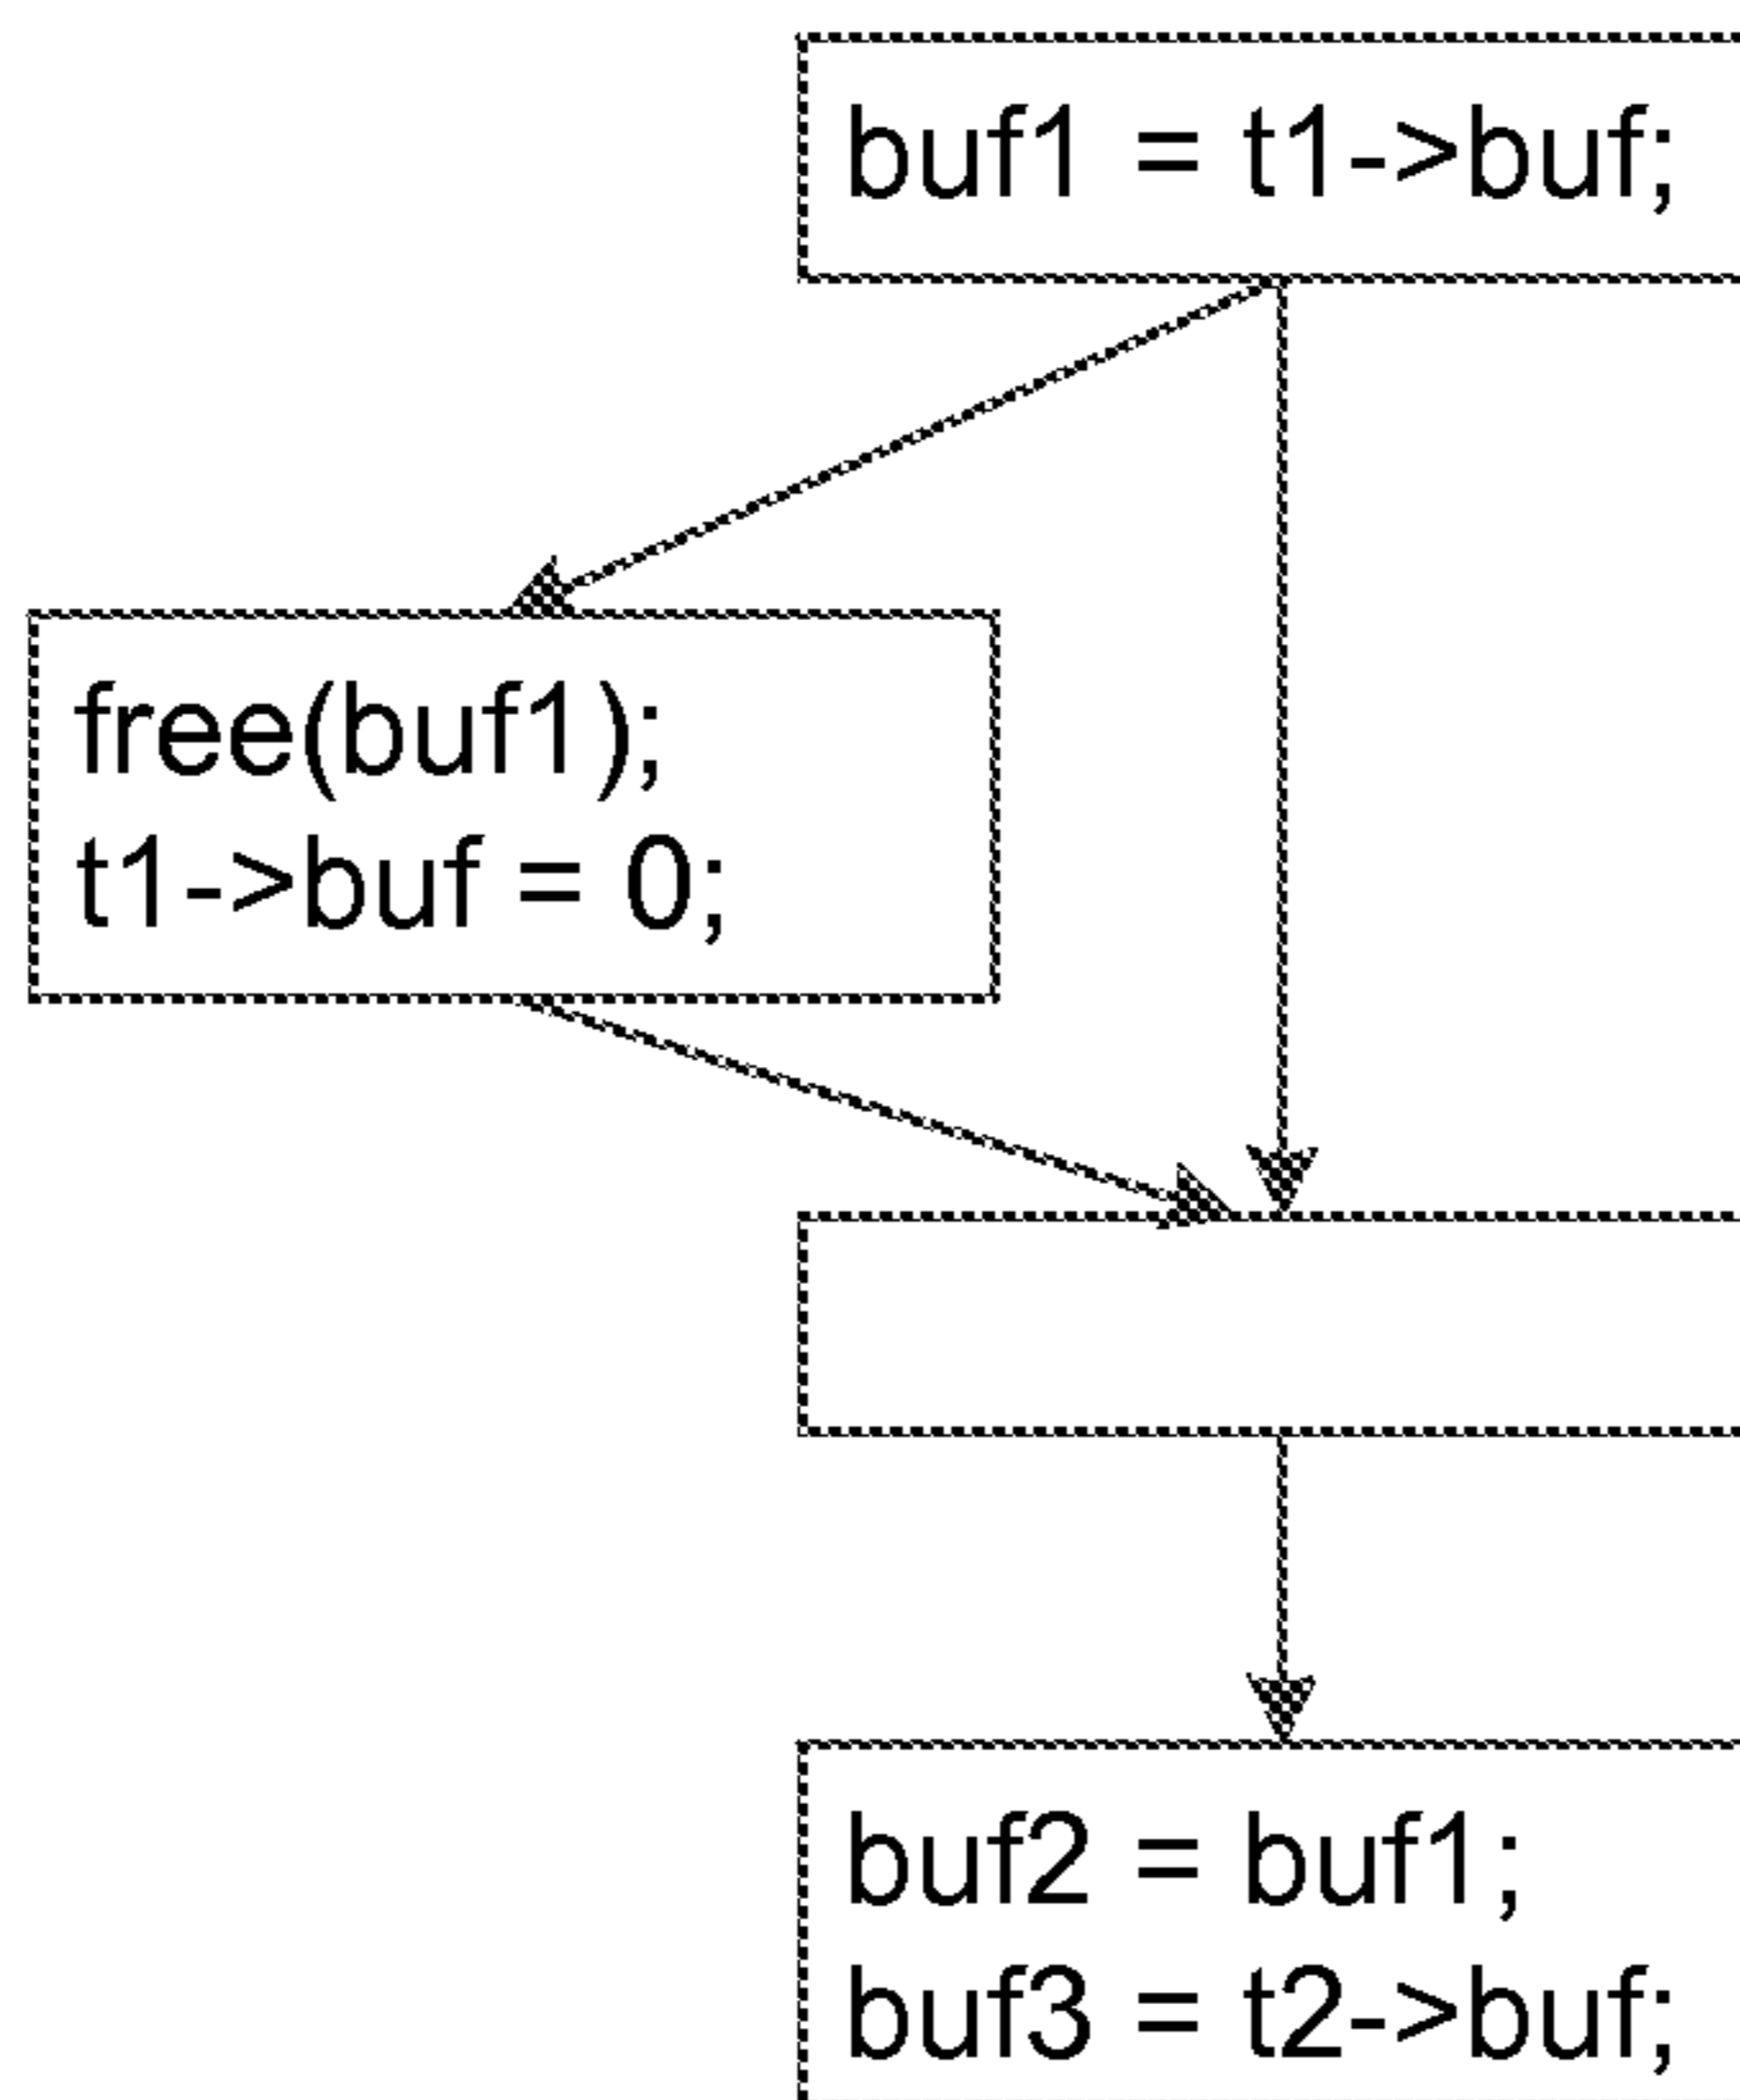 buf1 = t1->buf;
free(buf1);
t1->buf = 0;
buf2 = buf1;
buf3 = t2->buf;